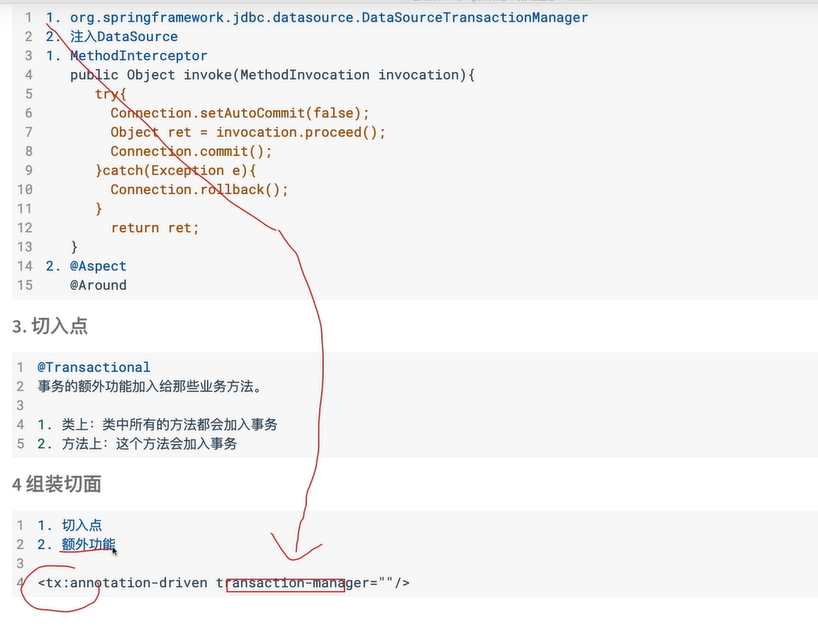 1 1. org.springframework.jdbc.datasource.DataSourceTransactionManager
2 2. 注入DataSource
3 1. MethodInterceptor
4 public Object invoke(MethodInvocation invocation){
5 try{
6 Connection.setAutoCommit(false);
7 Object ret = invocation.proceed();
8 Connection.commit();
9 }catch(Exception e){
10 Connection.rollback();
11 }
12 return ret;
13 }
14 2. @Aspect
15 @Around
3. 切入点
1 @Transactional
2 事务的额外功能加入给那些业务方法。
3
4 1. 类上：类中所有的方法都会加入事务
5 2. 方法上：这个方法会加入事务
4 组装切面
1 1. 切入点
2 2. 额外功能
3
4 <tx:annotation-driven transaction-manager=""/>